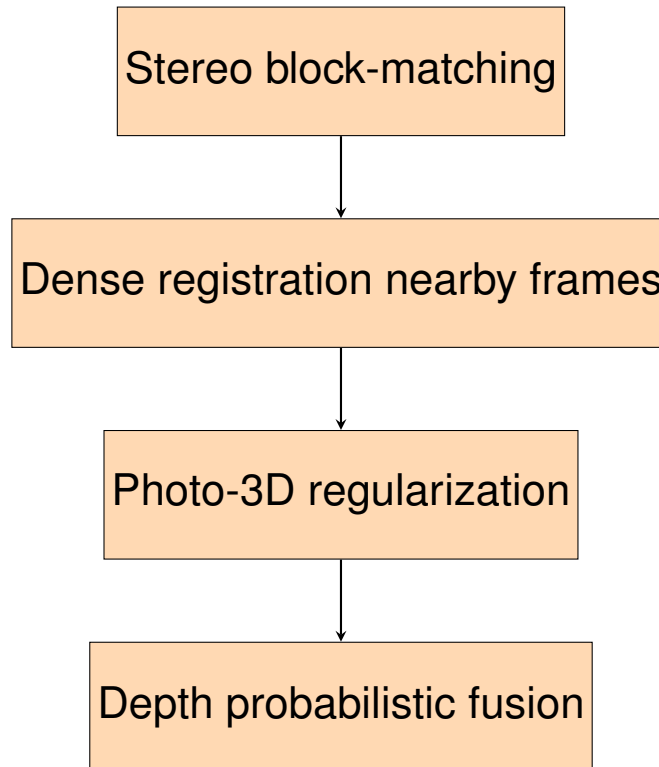 Stereo block-matching
Dense registration nearby frames
Photo-3D regularization
Depth probabilistic fusion